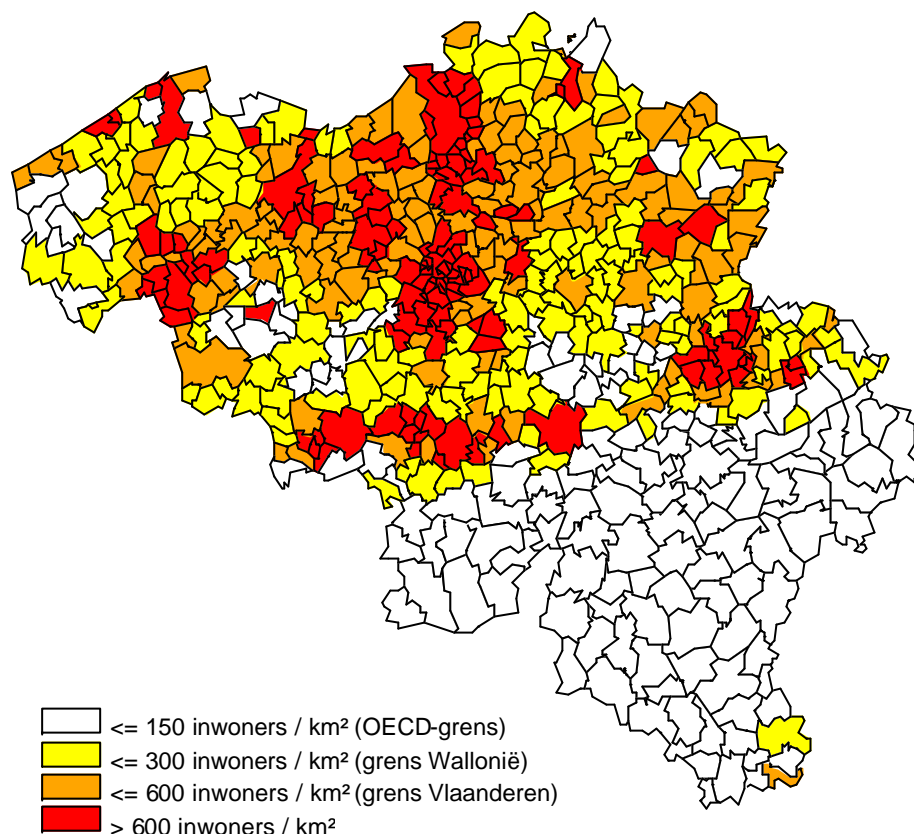 <= 150 inwoners / km² (OECD-grens)
<= 300 inwoners / km² (grens Wallonië)
<= 600 inwoners / km² (grens Vlaanderen)
> 600 inwoners / km²